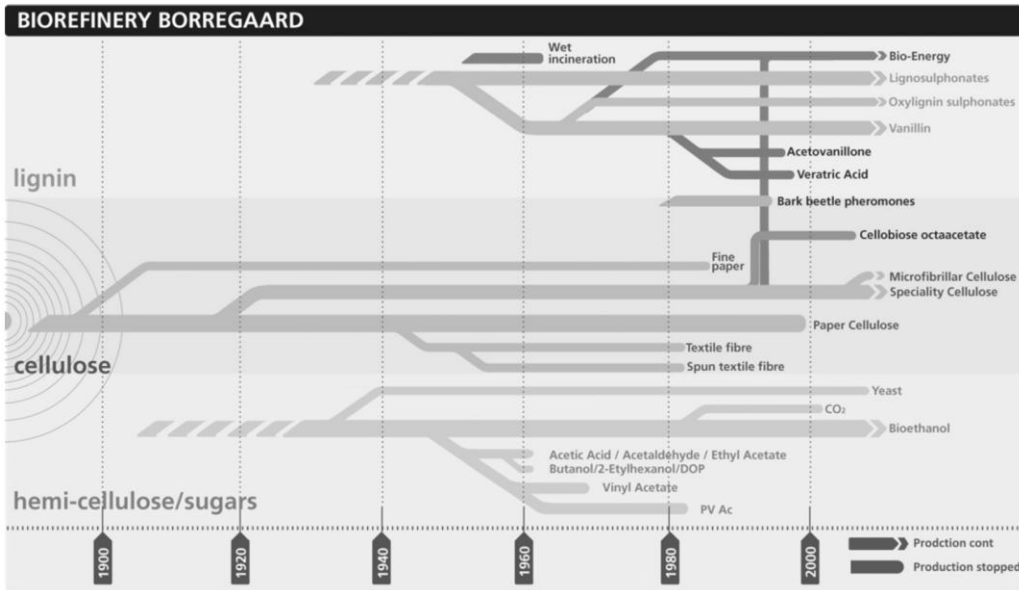 BIOREFINERY BORREGAARD
Wet
incineration
Bio-Energy
Lignosulphonates
Oxylignin sulphonates
Vanillin
Acetovanillone
Veratric Acid
lignin
Bark beetle pheromones
Cellobiose octaacetate
Fine
paper
Microfibrillar Cellulose
Speciality Cellulose
Paper Cellulose
Textile fibre
cellulose
Spun textile fibre
Yeast
CO₂
Bioethanol
Acetic Acid / Acetaldehyde / Ethyl Acetate
Butanol/2-Etylhexanol/DOP
Vinyl Acetate
hemi-cellulose/sugars
PV Ac
1900
1920
1940
1960
1980
2000
Prodction cont
Production stopped